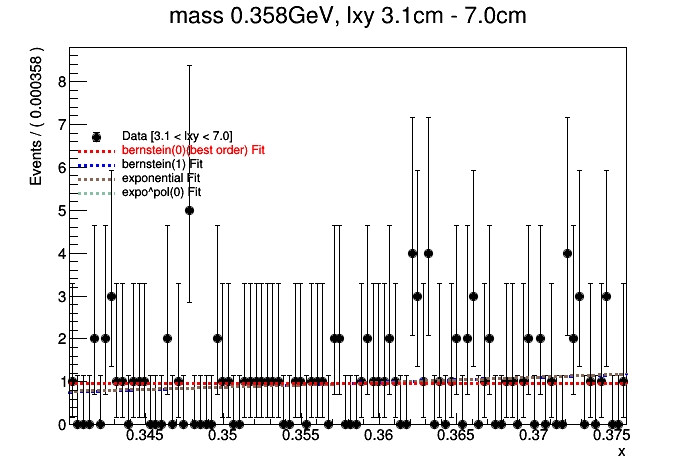 mass 0.358GeV, lxy 3.1cm - 7.0cm
Events / ( 0.000358 )
8
7
6
5
4
3
2
1
0
Data [3.1 < lxy < 7.0]
bernstein(0)(best order) Fit
bernstein(1) Fit
exponential Fit
expo^pol(0) Fit
0.345 0.35 0.355 0.36 0.365 0.37 0.375
x